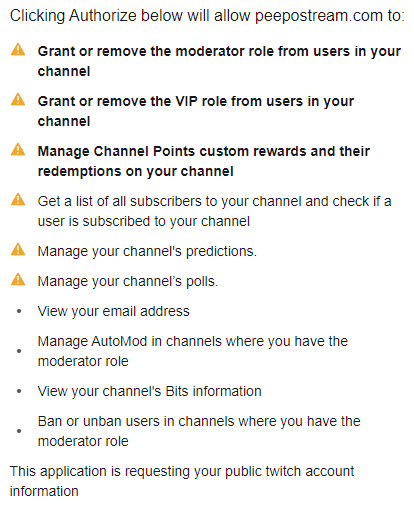 Clicking Authorize below will allow peepostream.com to:
Grant or remove the moderator role from users in your
channel
Grant or remove the VIP role from users in your
channel
Manage Channel Points custom rewards and their
redemptions on your channel
Get a list of all subscribers to your channel and check if a
user is subscribed to your channel
Manage your channel's predictions.
Manage your channel’s polls.
View your email address
Manage AutoMod in channels where you have the
moderator role
View your channel's Bits information
Ban or unban users in channels where you have the
moderator role
This application is requesting your public twitch account
information